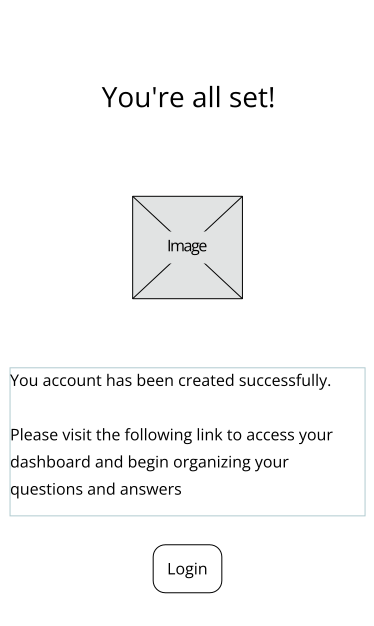 You're all set!
Image
You account has been created successfully.
Please visit the following link to access your
dashboard and begin organizing your
questions and answers
Login